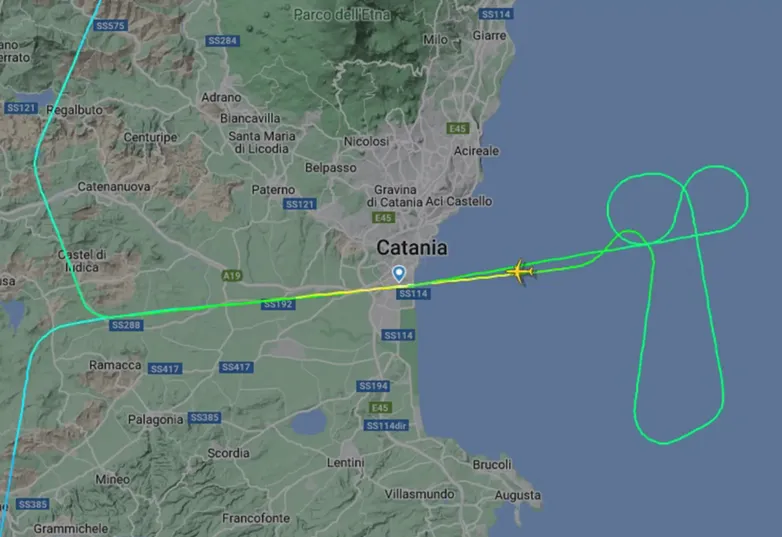 Parco dell'Etna
SS114
SS575
Giarre
SS284
Milo
Adrano
SS121
Regalbuto
Biancavilla
E45
Centuripe
Santa Maria
di Licodia
Nicolosi
Acireale
Belpasso
Catenanuova
Paterno
Gravina
di Catania
Aci Castello
SS121
E45
Catania
Castel di
Iudica
A19
SS114
SS192
SS288
SS114
Ramacca
SS417
SS417
SS194
E45
Palagonia
SS385
SS114dir
Scordia
Lentini
Brucoli
Mineo
Villasmundo
Augusta
SS385
Francofonte
Grammichele